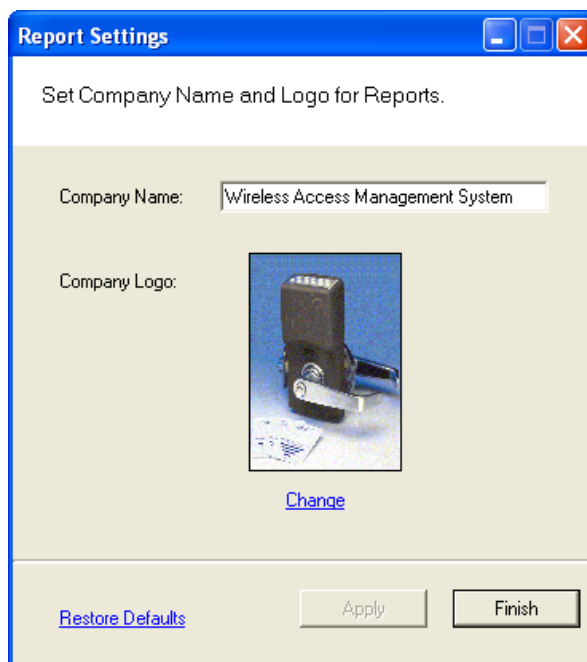 Report Settings
Set Company Name and Logo for Reports.
Company Name: Wireless Access Management System
Company Logo:
Change
Restore Defaults Apply Finish